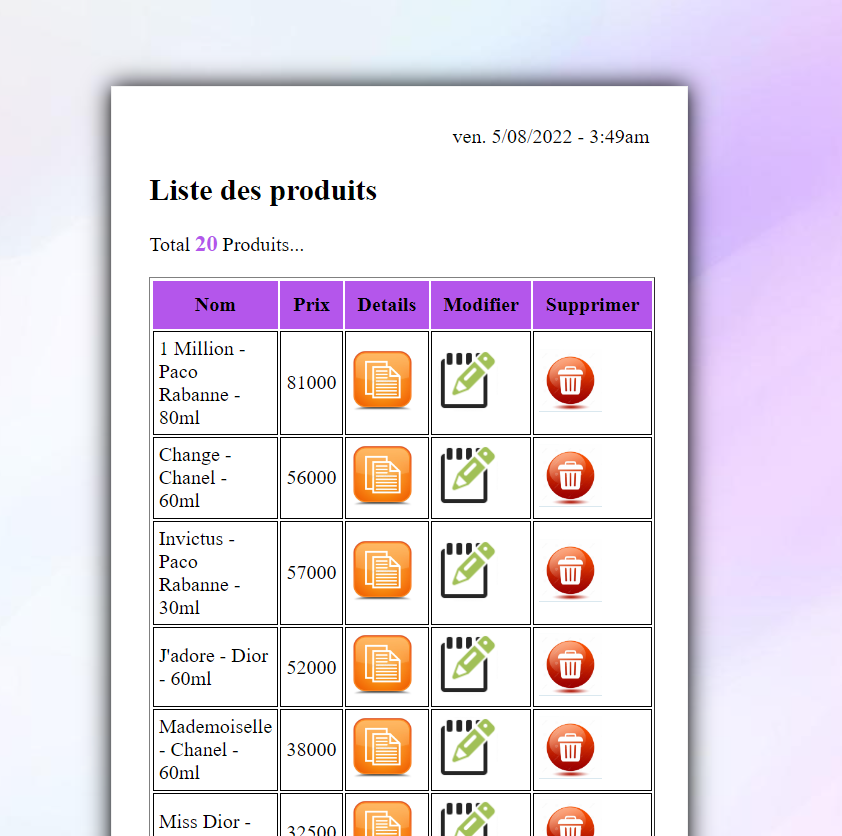 ven. 5/08/2022 - 3:49am
Liste des produits
Total 20 Produits...
Nom Prix Details Modifier Supprimer
1 Million -
Paco
Rabanne -
80ml
81000
Change -
Chanel -
60ml
56000
Invictus -
Paco
Rabanne -
30ml
57000
J'adore - Dior
- 60ml
52000
Mademoiselle
- Chanel -
60ml
38000
Miss Dior -
32500